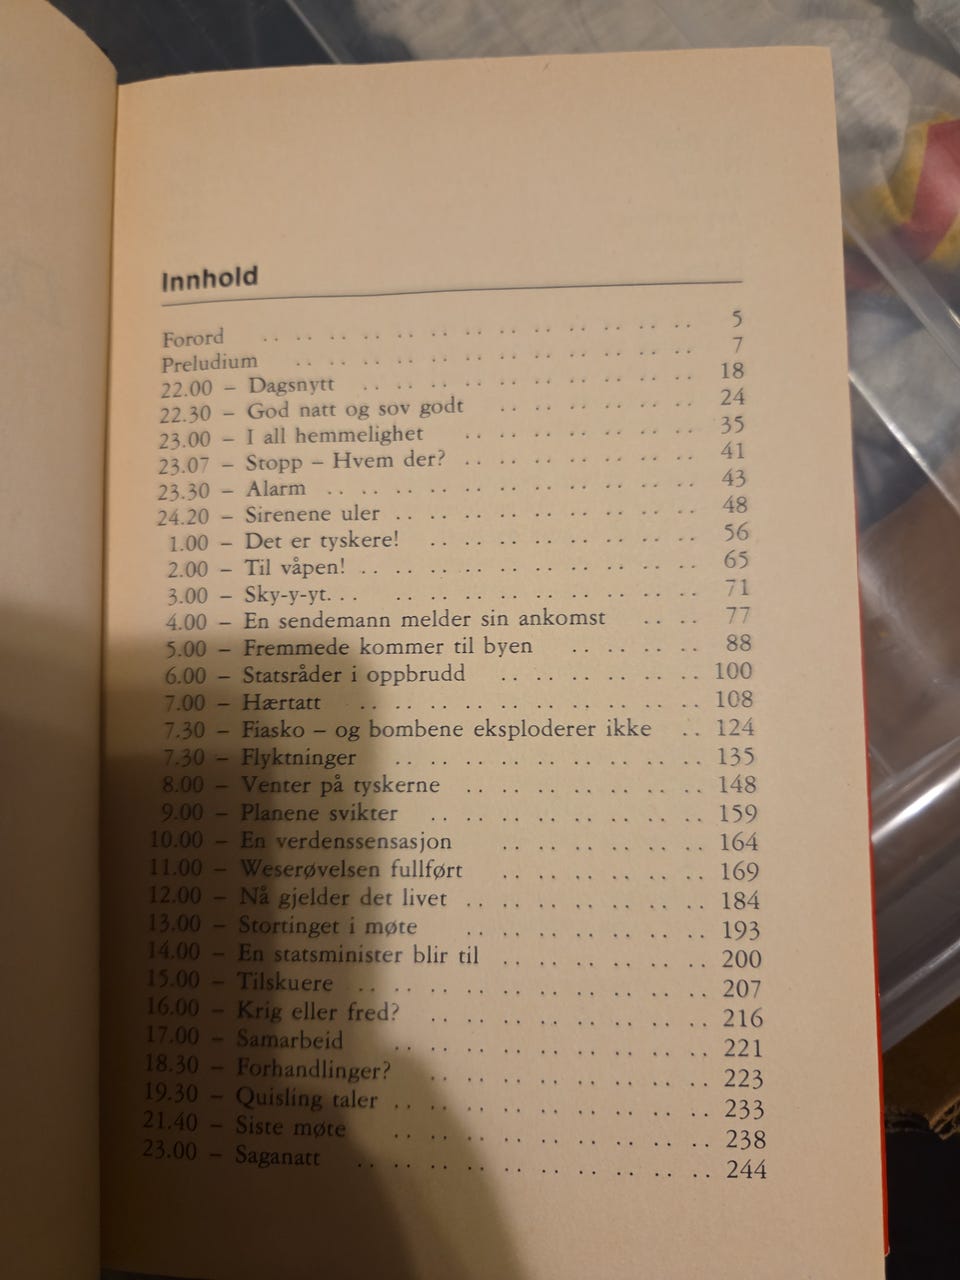 Innhold
Forord . . . . . . . . . . . . . 5
Preludium . . . . . . . . . . . . 7
22.00 – Dagsnytt . . . . . . . . . . 18
22.30 – God natt og sov godt . . . . . . 24
23.00 – I all hemmelighet . . . . . . . 35
23.07 – Stopp – Hvem der? . . . . . . . 41
23.30 – Alarm . . . . . . . . . . . 43
24.20 – Sirenene uler . . . . . . . . . 48
1.00 – Det er tyskere! . . . . . . . . 56
2.00 – Til våpen! . . . . . . . . . . 65
3.00 – Sky-y-yt. . . . . . . . . . . . 71
4.00 – En sendemann melder sin ankomst . . . . 77
5.00 – Fremmede kommer til byen . . . . . 88
6.00 – Statsråder i oppbrudd . . . . . . . 100
7.00 – Hærtatt . . . . . . . . . . . 108
7.30 – Fiasko – og bombene eksploderer ikke . . 124
7.30 – Flyktninger . . . . . . . . . . 135
8.00 – Venter på tyskerne . . . . . . . . 148
9.00 – Planene svikter . . . . . . . . . 159
10.00 – En verdenssensasjon . . . . . . . 164
11.00 – Weserøvelsen fullført . . . . . . . 169
12.00 – Nå gjelder det livet . . . . . . . . 184
13.00 – Stortinget i møte . . . . . . . . 193
14.00 – En statsminister blir til . . . . . . . 200
15.00 – Tilskuere . . . . . . . . . . . 207
16.00 – Krig eller fred? . . . . . . . . . 216
17.00 – Samarbeid . . . . . . . . . . 221
18.30 – Forhandlinger? . . . . . . . . . 223
19.30 – Quisling taler . . . . . . . . . . 233
21.40 – Siste møte . . . . . . . . . . 238
23.00 – Saganatt . . . . . . . . . . . 244